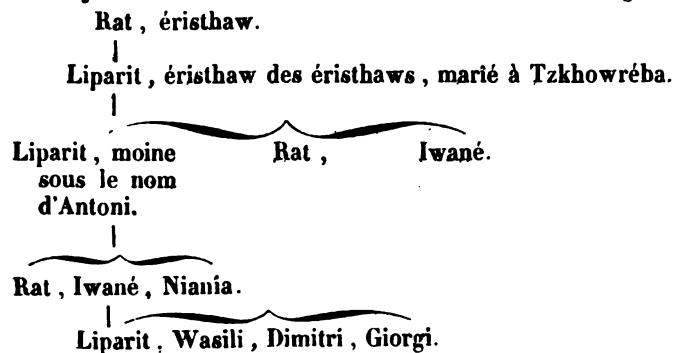 Rat , éristhaw.
Liparit , éristhaw des éristhaws , marié à Tzkhowréba.
Liparit , moine Rat , Iwané.
sous le nom
d'Antoni.
Rat , Iwané , Niania.
Liparit , Wasili , Dimitri , Giorgi.